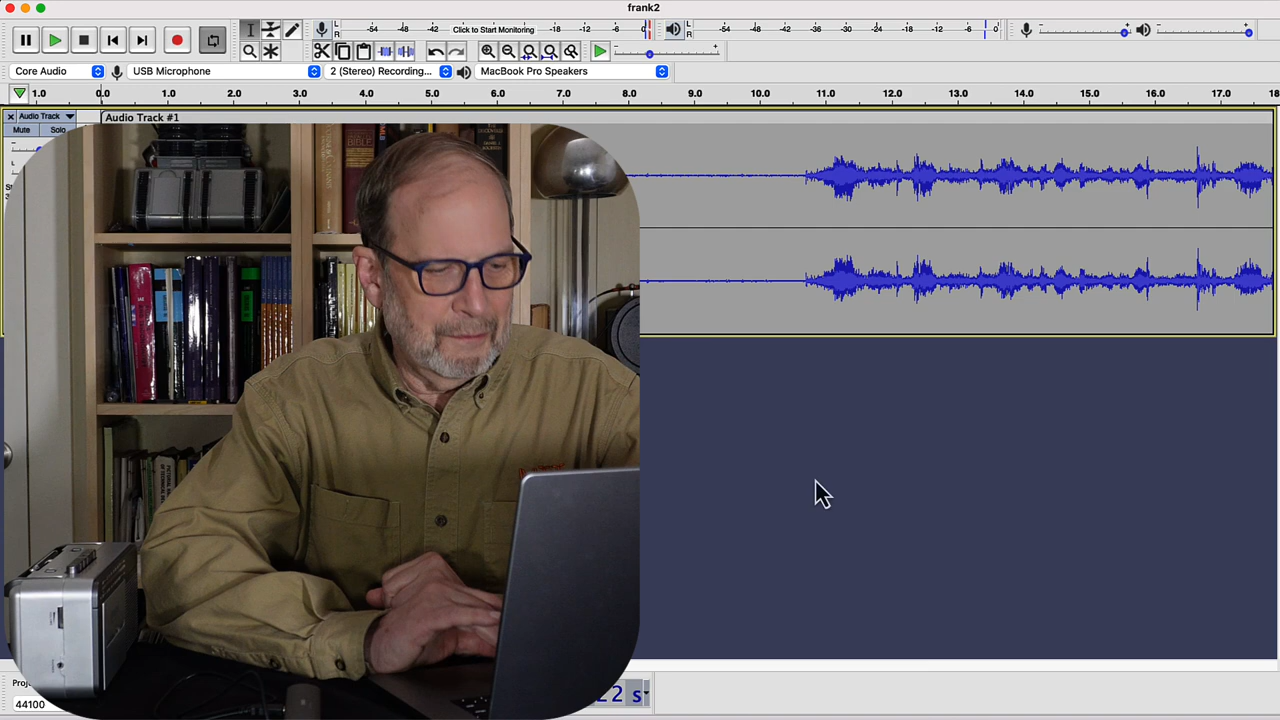 frank2
L
R
-54 -48 -42 Click to Start Monitoring -18 -12 -6 0
L
R
-54 -48 -42 -36 -30 -24 -18 -12 -6 0
Core Audio USB Microphone 2 (Stereo) Recording... MacBook Pro Speakers
1.0 0.0 1.0 2.0 3.0 4.0 5.0 6.0 7.0 8.0 9.0 10.0 11.0 12.0 13.0 14.0 15.0 16.0 17.0 18
Audio Track Audio Track #1
Mute Solo
L
BIBLE
Proje
44100
22 s